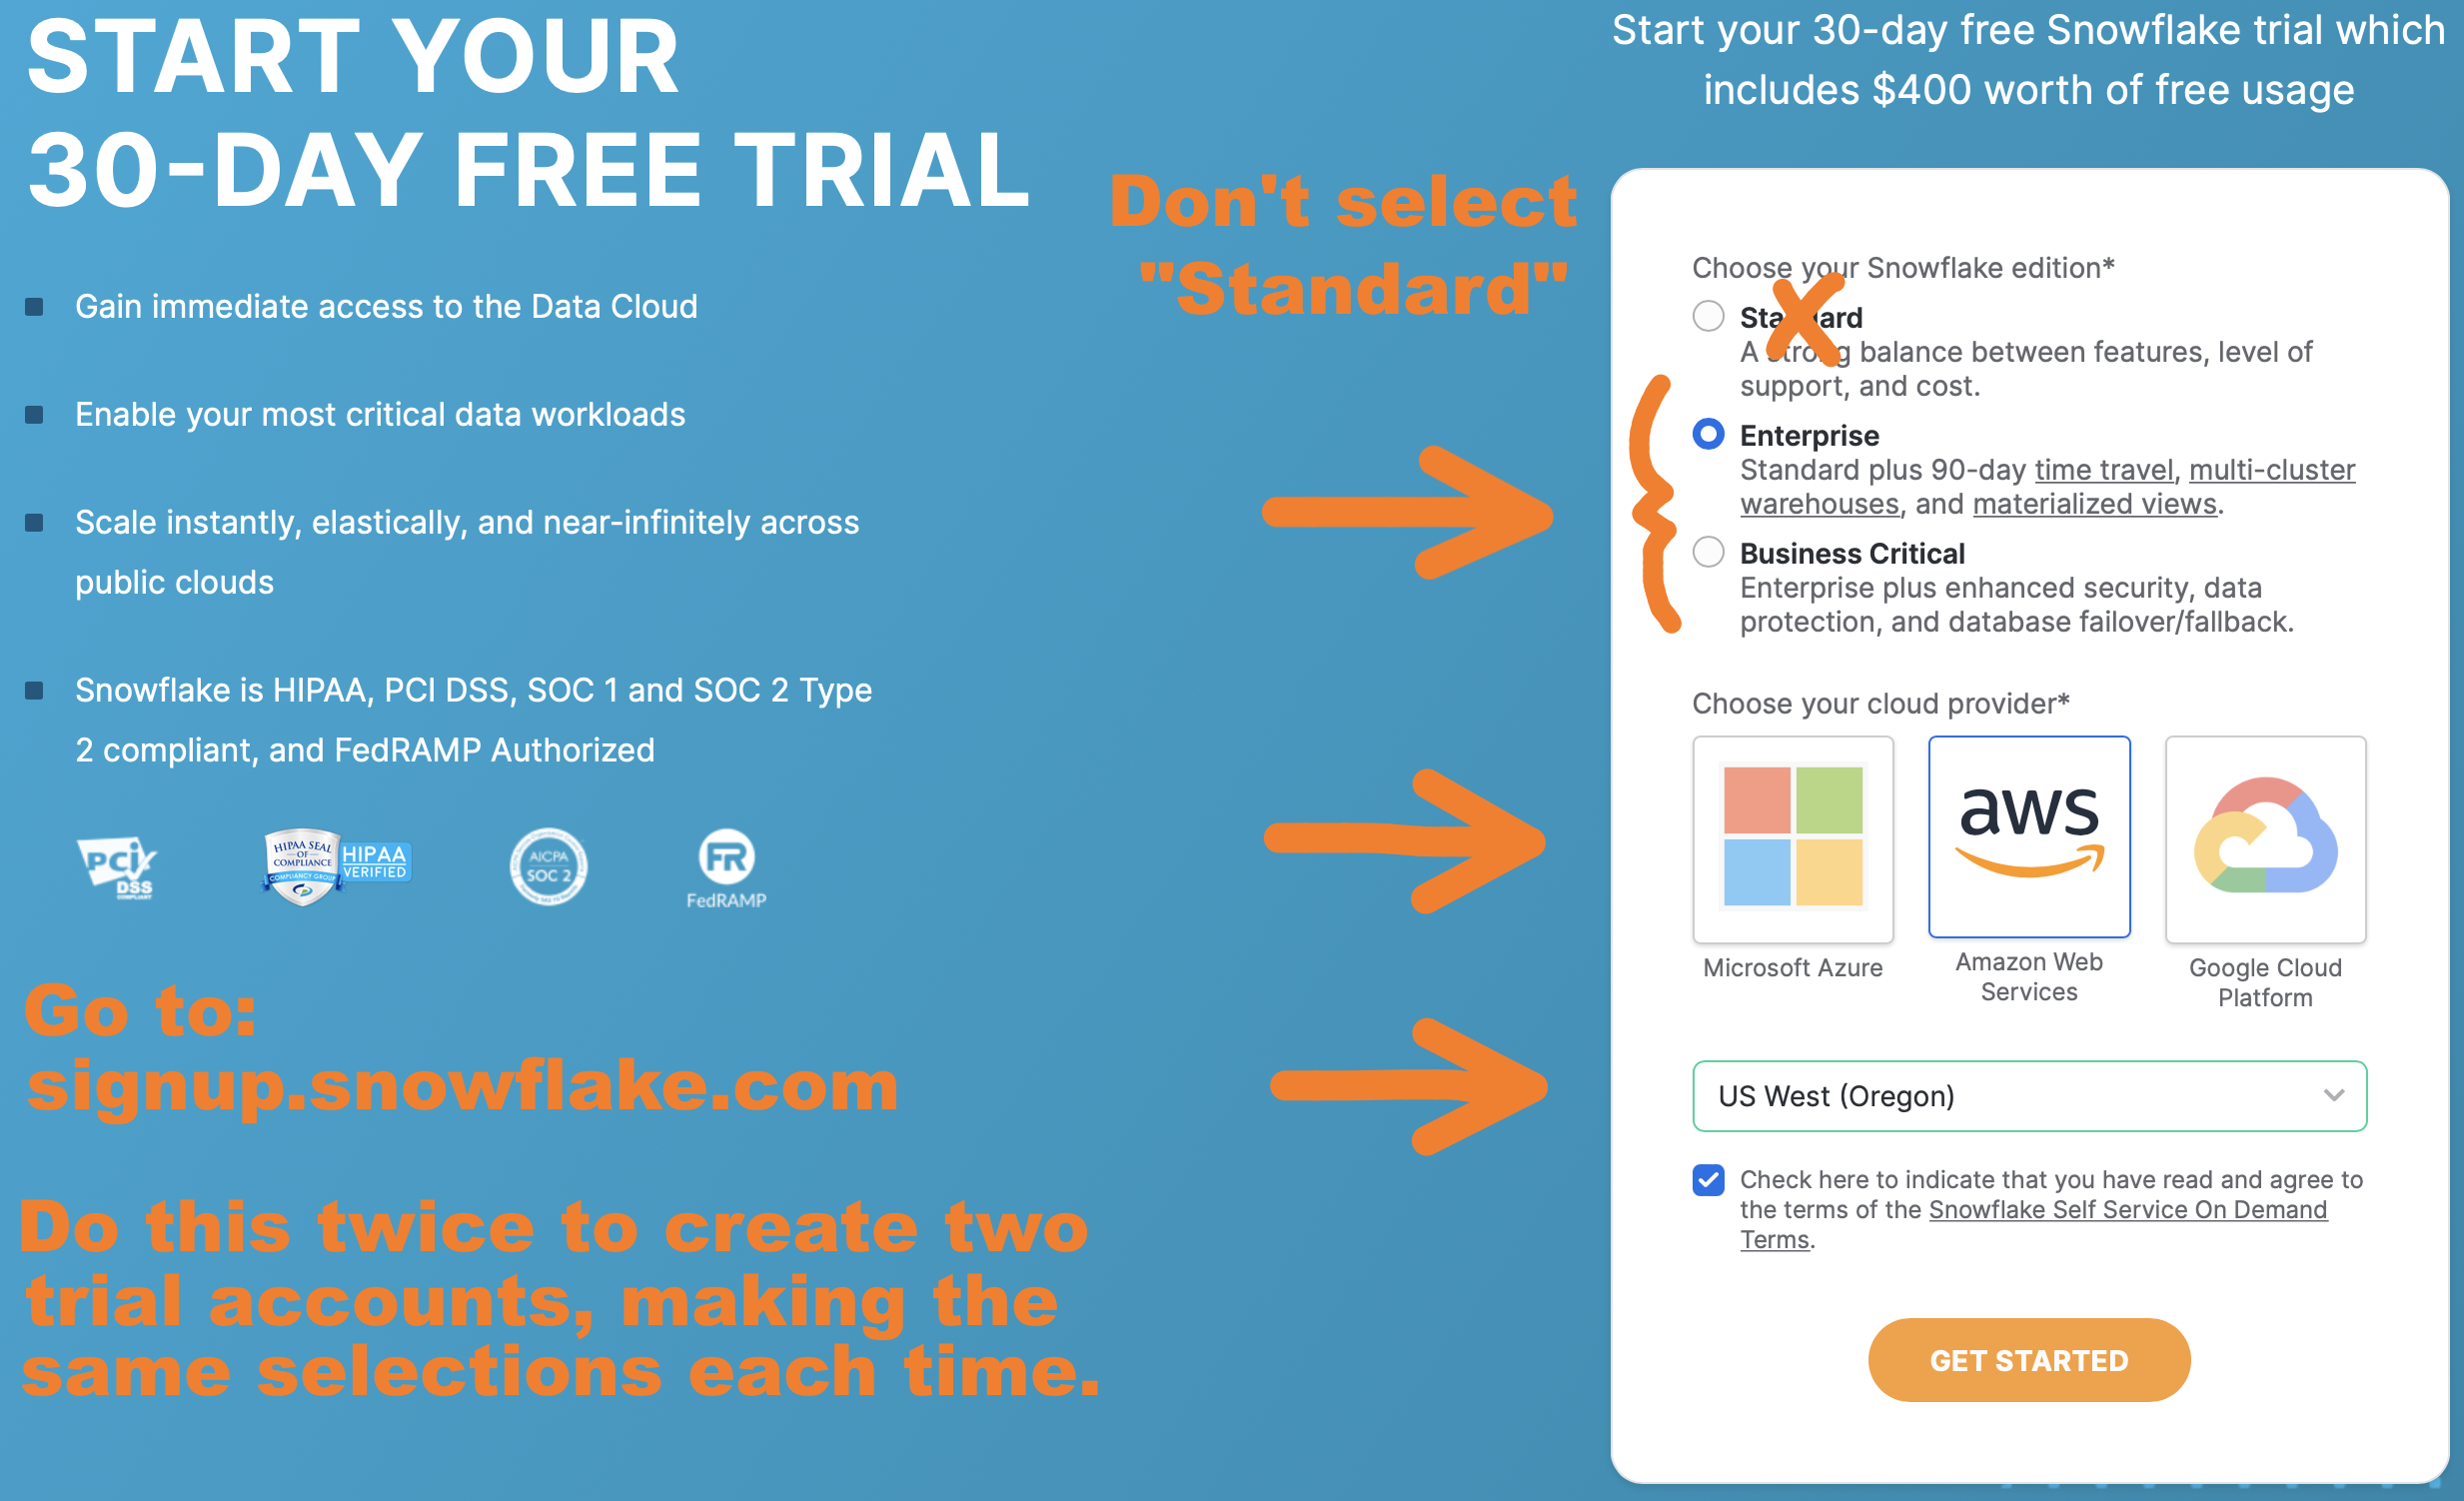 START YOUR
30-DAY FREE TRIAL
Gain immediate access to the Data Cloud
Enable your most critical data workloads
Scale instantly, elastically, and near-infinitely across
public clouds
Snowflake is HIPAA, PCI DSS, SOC 1 and SOC 2 Type
2 compliant, and FedRAMP Authorized
PCI
DSS
COMPLIANT
HIPAA SEAL
OF
COMPLIANCE
COMPLIANCY GROUP
HIPAA
VERIFIED
AICPA
SOC 2
FR
FedRAMP
Go to:
signup.snowflake.com
Do this twice to create two
trial accounts, making the
same selections each time.
Don't select
"Standard"
Start your 30-day free Snowflake trial which
includes $400 worth of free usage
Choose your Snowflake edition*
Standard
A strong balance between features, level of
support, and cost.
Enterprise
Standard plus 90-day time travel, multi-cluster
warehouses, and materialized views.
Business Critical
Enterprise plus enhanced security, data
protection, and database failover/fallback.
Choose your cloud provider*
aws
Microsoft Azure
Amazon Web
Services
Google Cloud
Platform
US West (Oregon)
Check here to indicate that you have read and agree to
the terms of the Snowflake Self Service On Demand
Terms.
GET STARTED